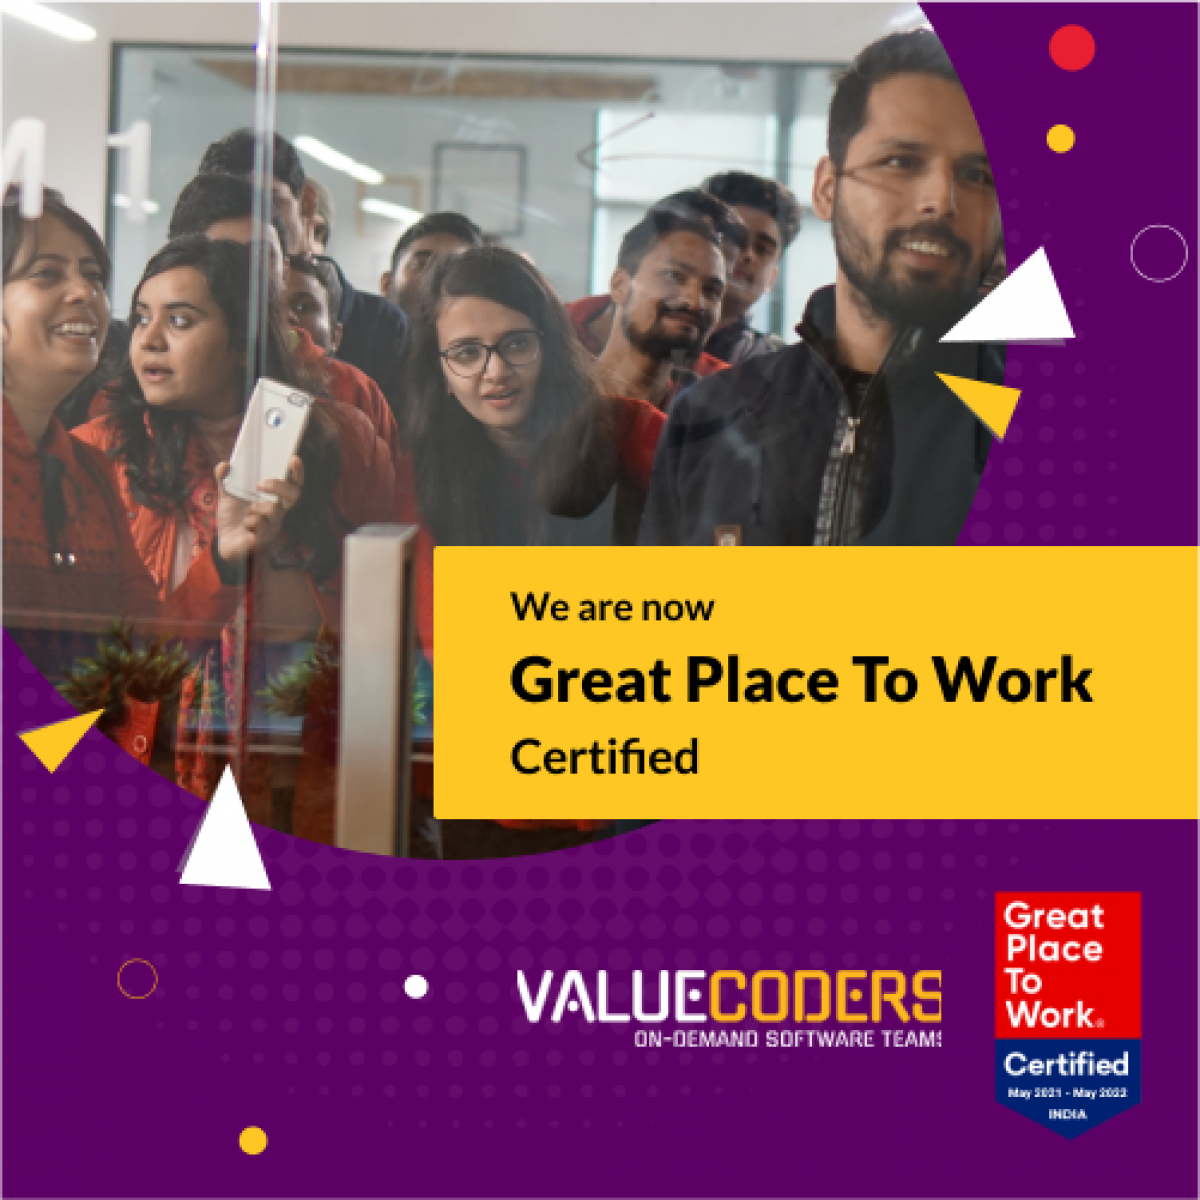 We are now
Great Place To Work
Certified
VALUECODERS
ON-DEMAND SOFTWARE TEAMS
Great
Place
To
Work®
Certified
May 2021 - May 2022
INDIA